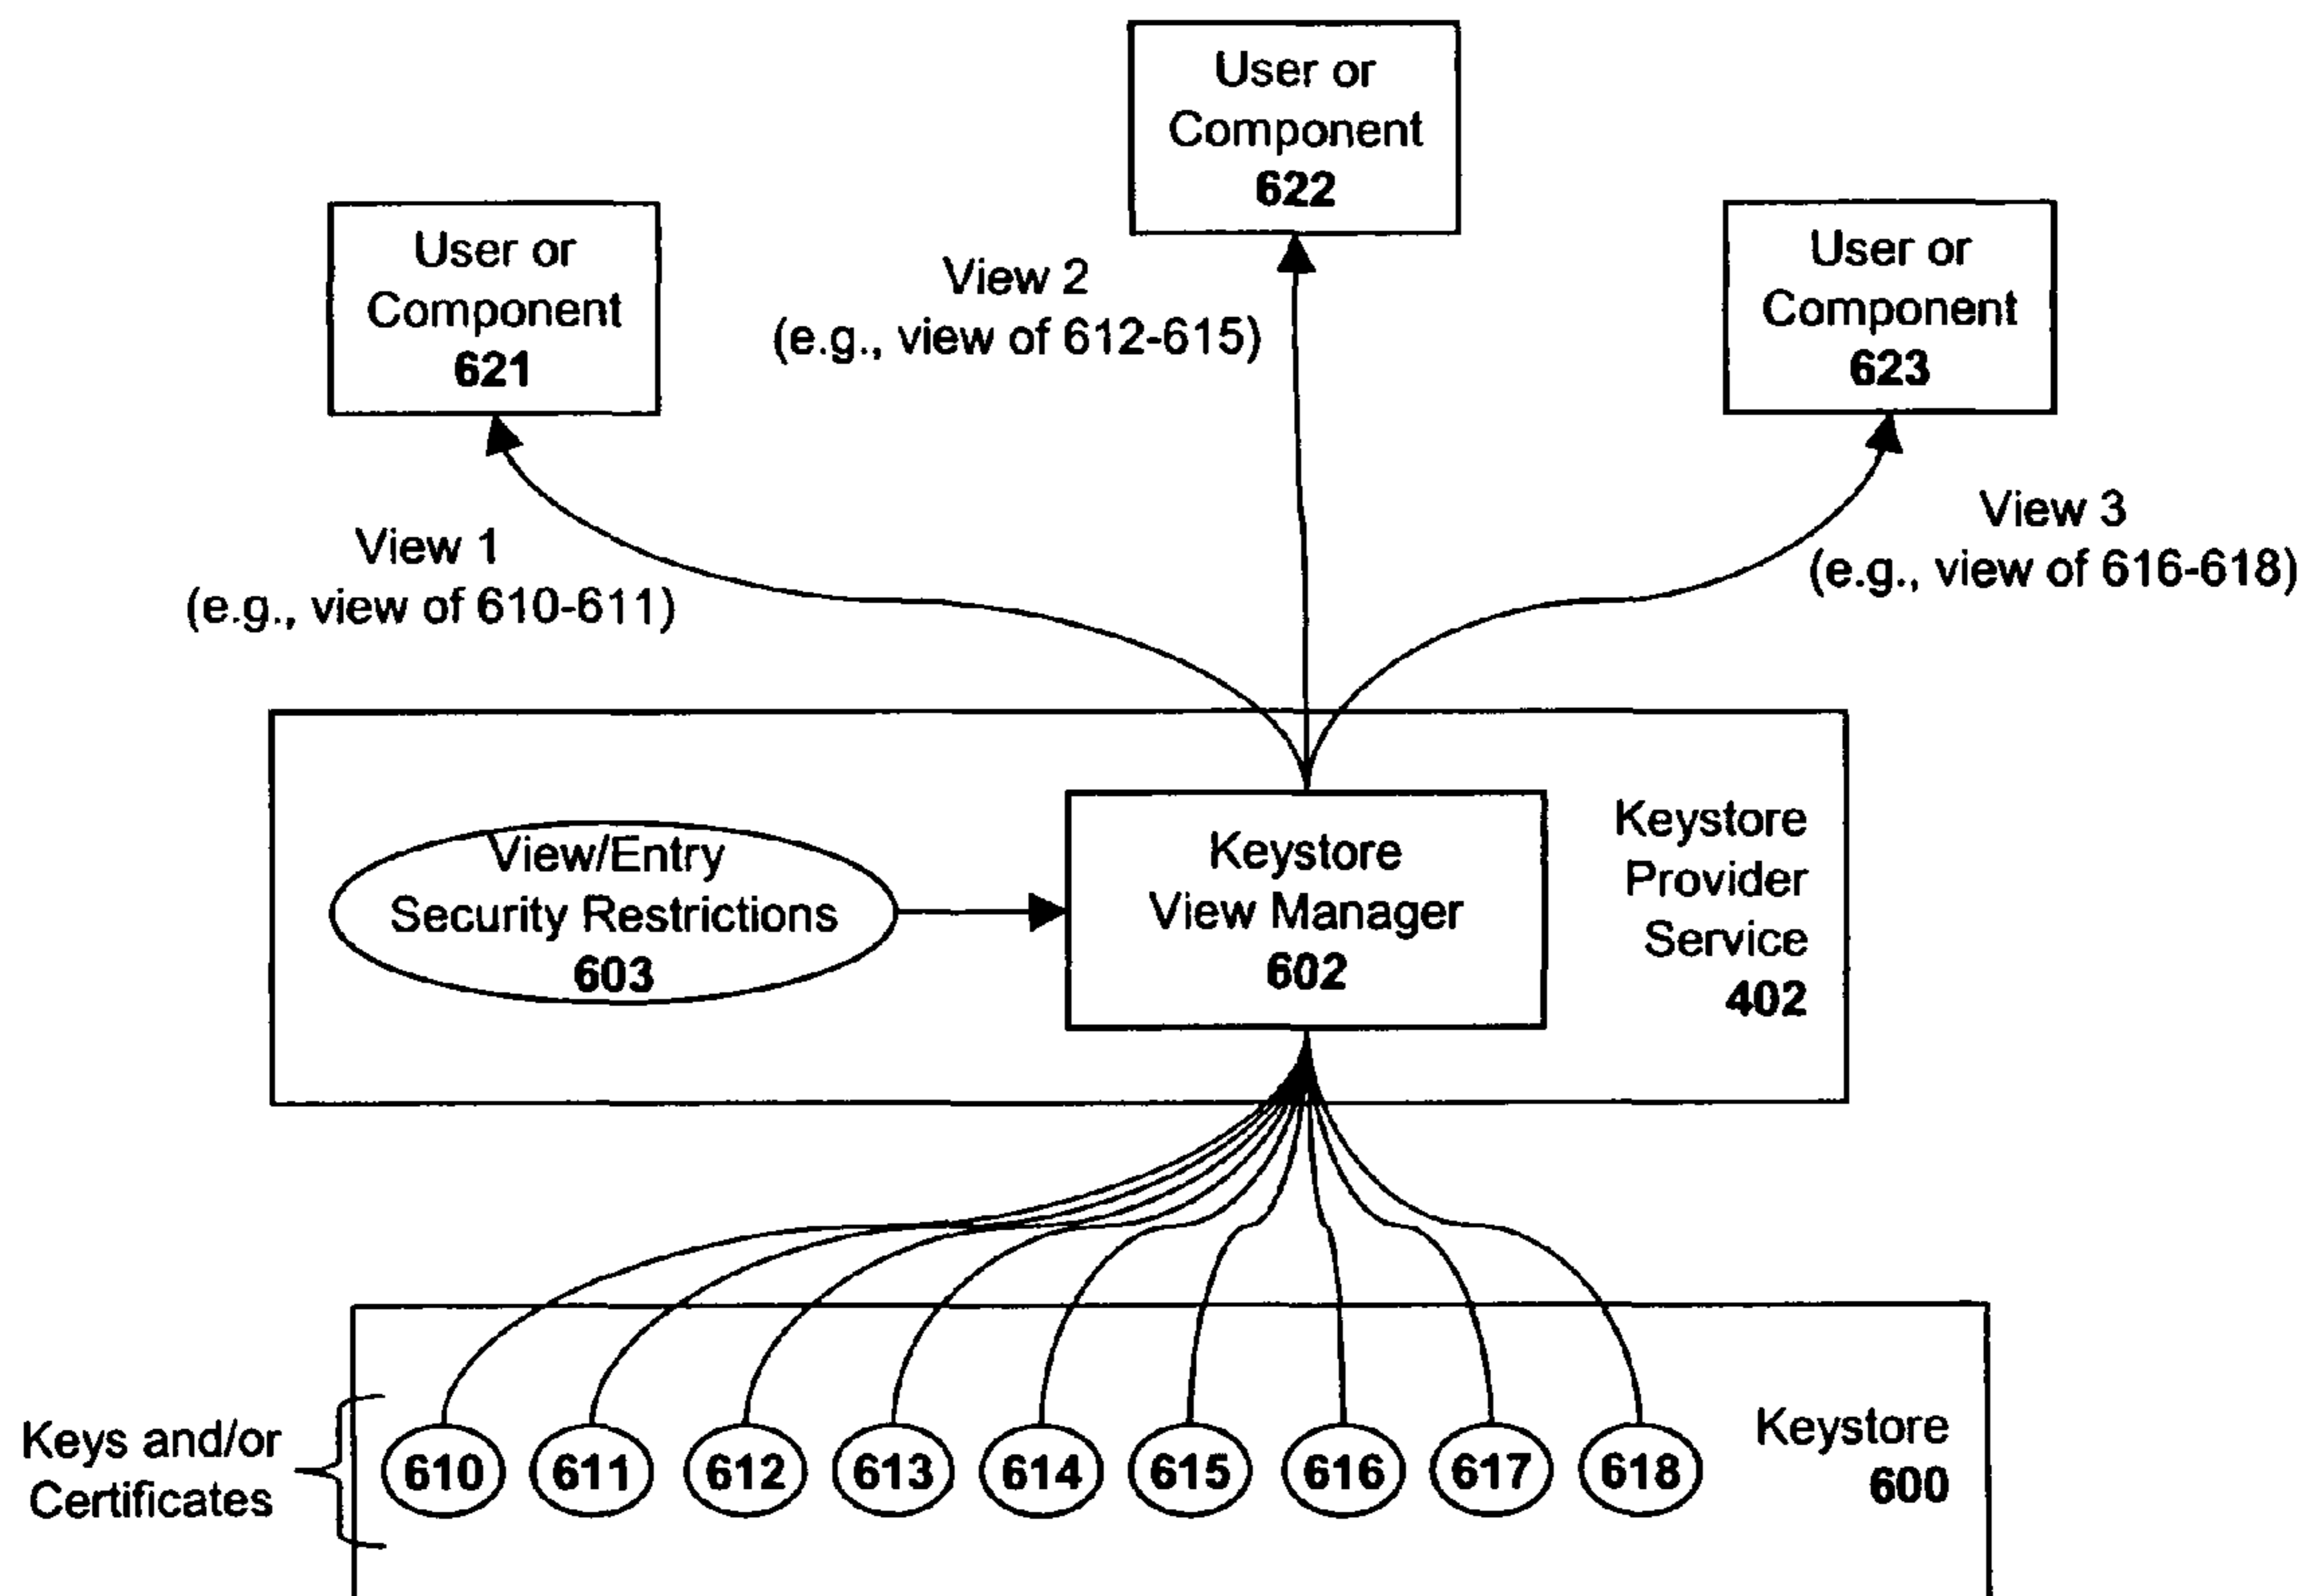 User or
Component
622
User or
Component
621
View 2
(e.g., view of 612-615)
User or
Component
623
View 1
(e.g., view of 610-611)
View 3
(e.g., view of 616-618)
View/Entry
Security Restrictions
603
Keystore
View Manager
602
Keystore
Provider
Service
402
Keys and/or
Certificates
610 611 612 613 614 615 616 617 618
Keystore
600